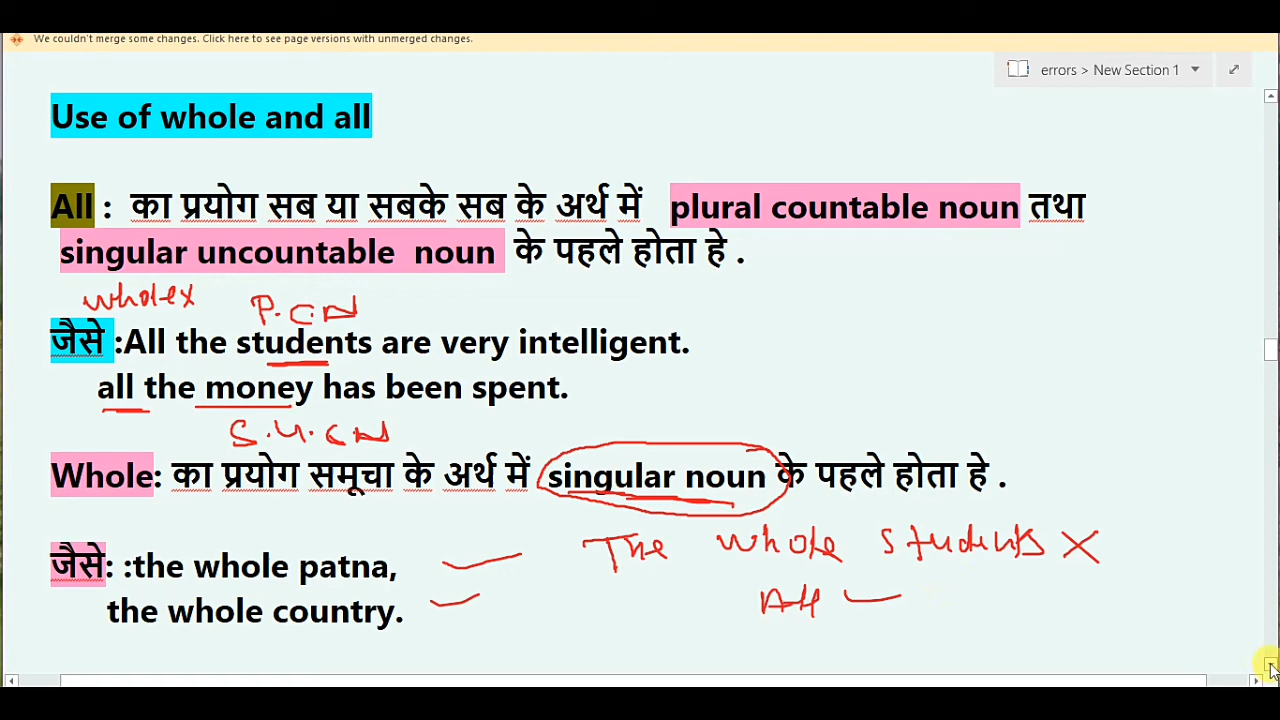 We couldn't merge some changes. Click here to see page versions with unmerged changes.
errors > New Section 1
Use of whole and all
All : का प्रयोग सब या सबके सब के अर्थ में plural countable noun तथा
singular uncountable noun के पहले होता हे .
whole x P.C.N
जैसे :All the students are very intelligent.
all the money has been spent.
S.U.CN
Whole: का प्रयोग समूचा के अर्थ में singular noun के पहले होता हे .
The whole students X
जैसे: :the whole patna,
All
the whole country.